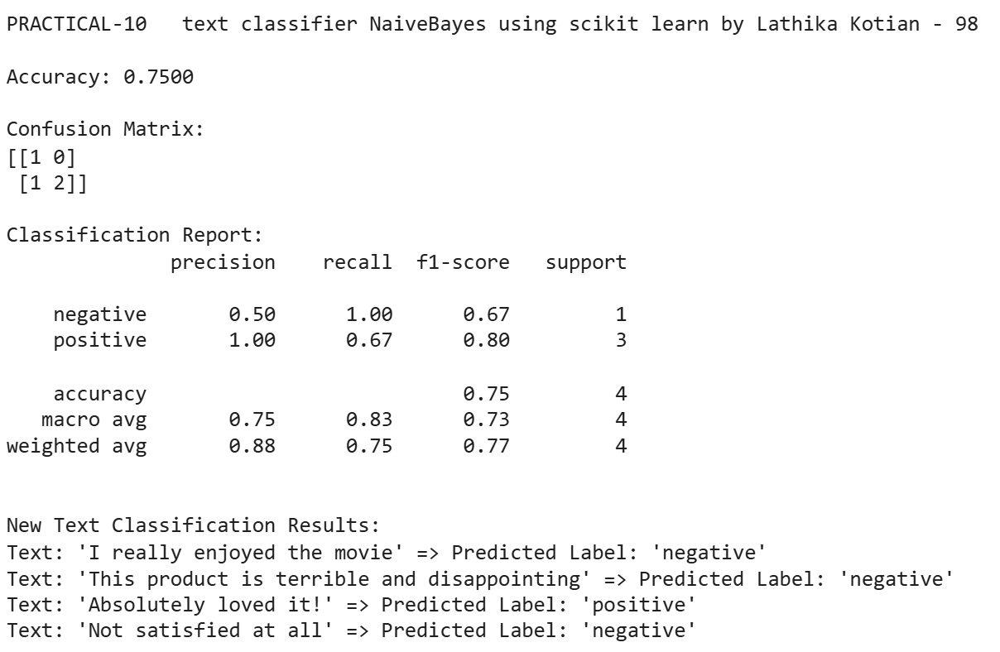 PRACTICAL-10   text classifier NaiveBayes using scikit learn by Lathika Kotian - 98
Accuracy: 0.7500
Confusion Matrix:
[[1 0]
 [1 2]]
Classification Report:
              precision    recall  f1-score   support
    negative       0.50      1.00      0.67         1
    positive       1.00      0.67      0.80         3
    accuracy                           0.75         4
   macro avg       0.75      0.83      0.73         4
weighted avg       0.88      0.75      0.77         4
New Text Classification Results:
Text: 'I really enjoyed the movie' => Predicted Label: 'negative'
Text: 'This product is terrible and disappointing' => Predicted Label: 'negative'
Text: 'Absolutely loved it!' => Predicted Label: 'positive'
Text: 'Not satisfied at all' => Predicted Label: 'negative'